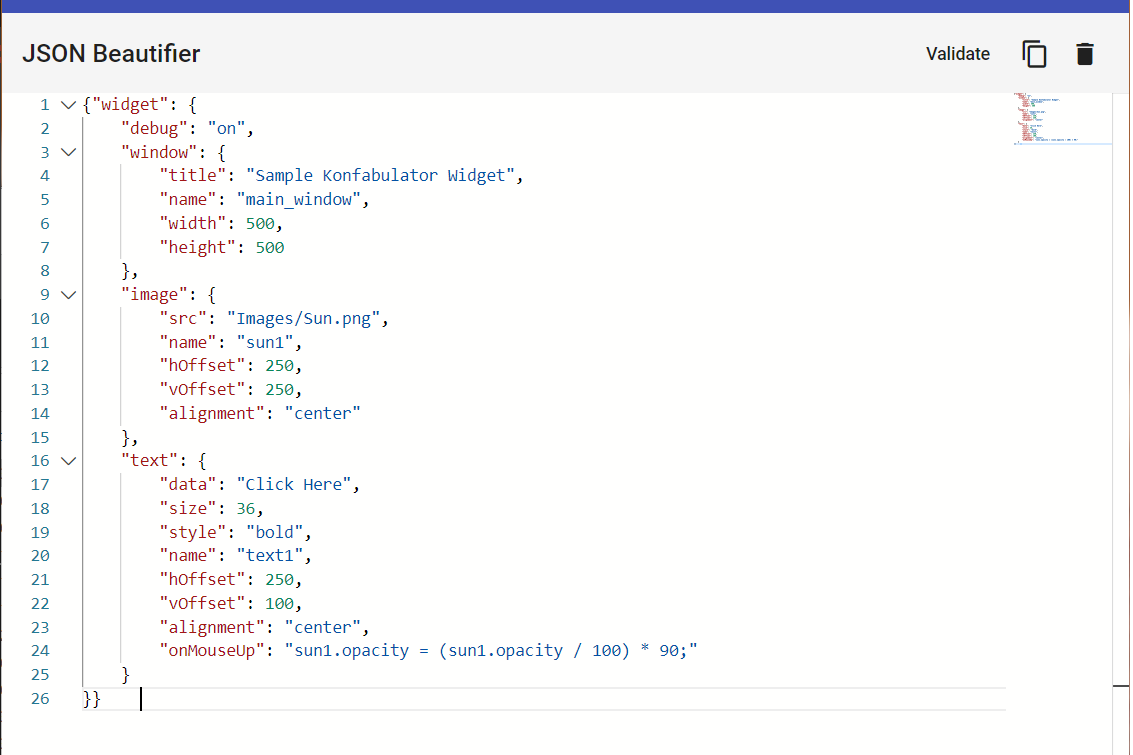 JSON Beautifier
Validate
1 {"widget": {
2 "debug": "on",
3 "window": {
4 "title": "Sample Konfabulator Widget",
5 "name": "main_window",
6 "width": 500,
7 "height": 500
8 },
9 "image": {
10 "src": "Images/Sun.png",
11 "name": "sun1",
12 "hOffset": 250,
13 "vOffset": 250,
14 "alignment": "center"
15 },
16 "text": {
17 "data": "Click Here",
18 "size": 36,
19 "style": "bold",
20 "name": "text1",
21 "hOffset": 250,
22 "vOffset": 100,
23 "alignment": "center",
24 "onMouseUp": "sun1.opacity = (sun1.opacity / 100) * 90;"
25 }
26 }}